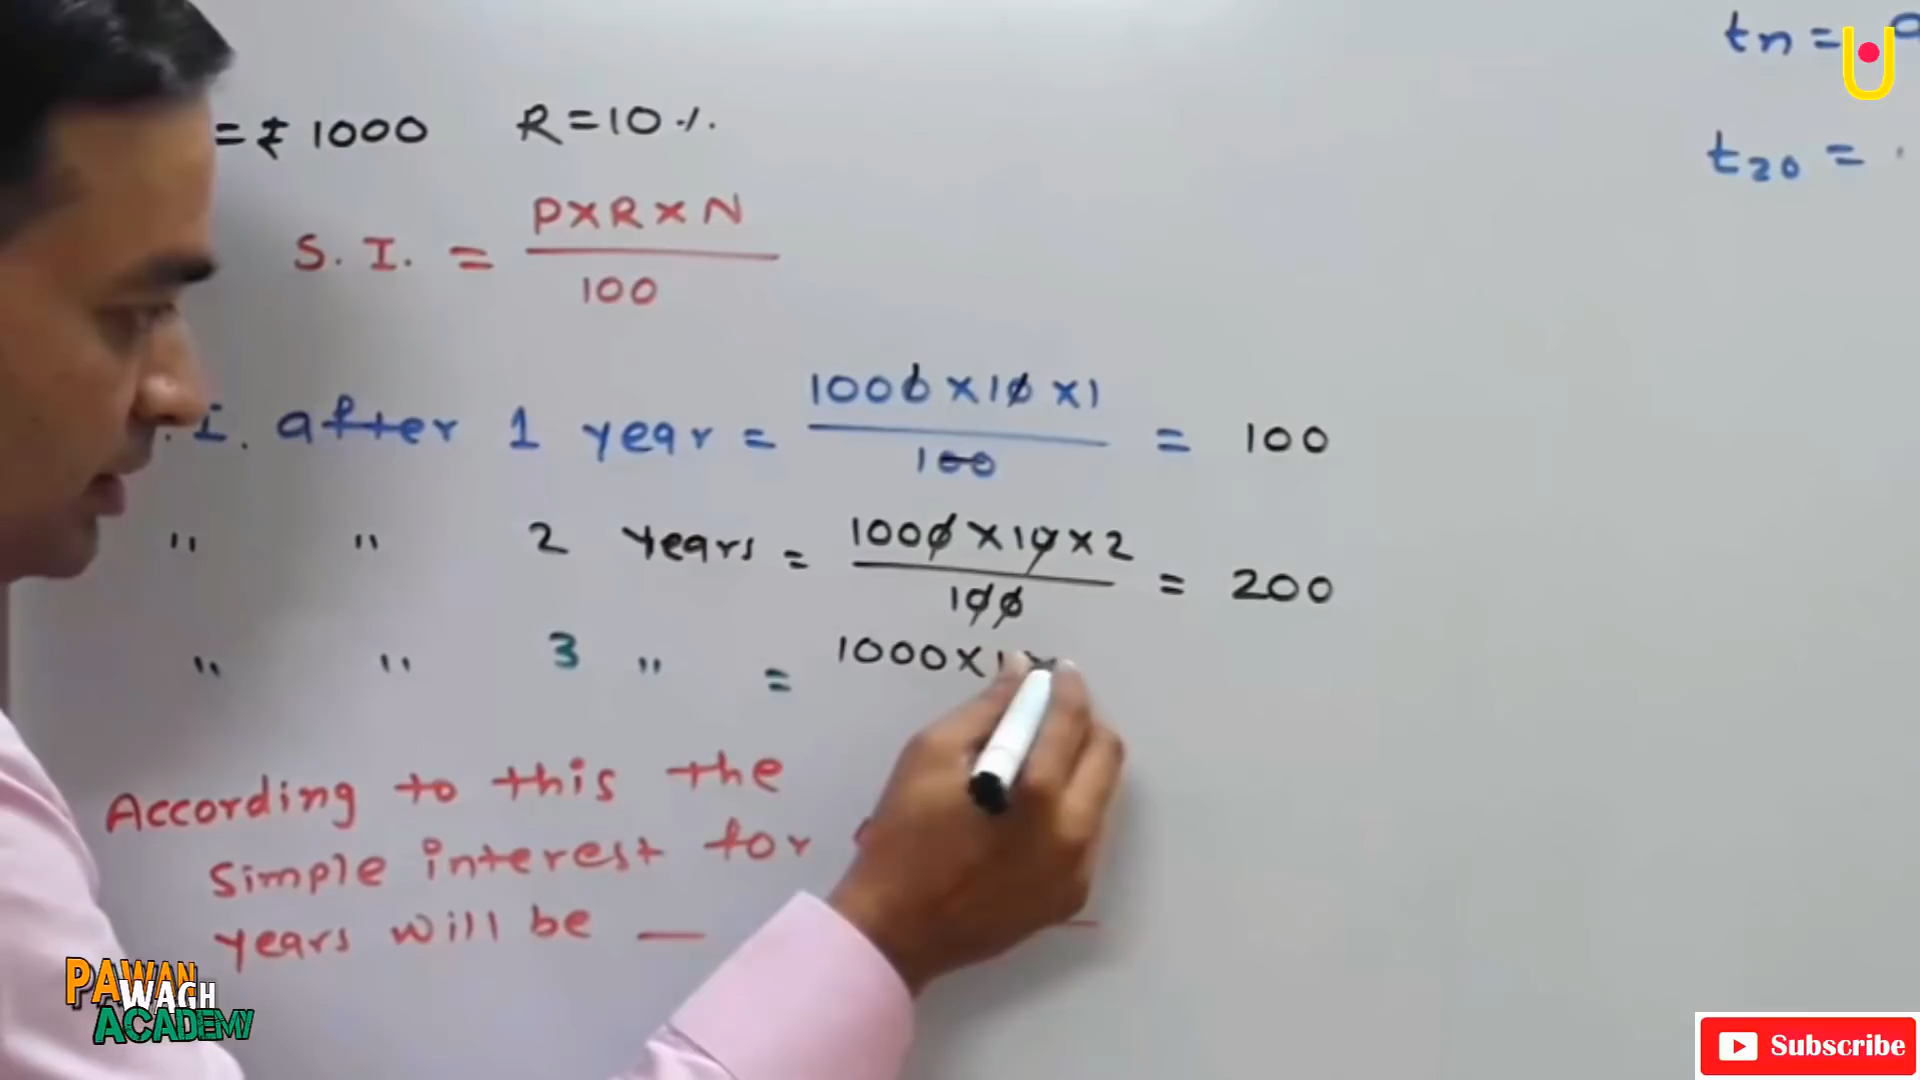 = ₹ 1000 R = 10 %
S. I. = P×R×N
100
I. after 1 year = 1000×10×1 = 100
100
" " 2 years = 1000×10×2 = 200
100
" " 3 " = 1000×1
According to this the
simple interest for
years will be __
tn =
t20 =
PAWAN
WAGH
ACADEMY
Subscribe